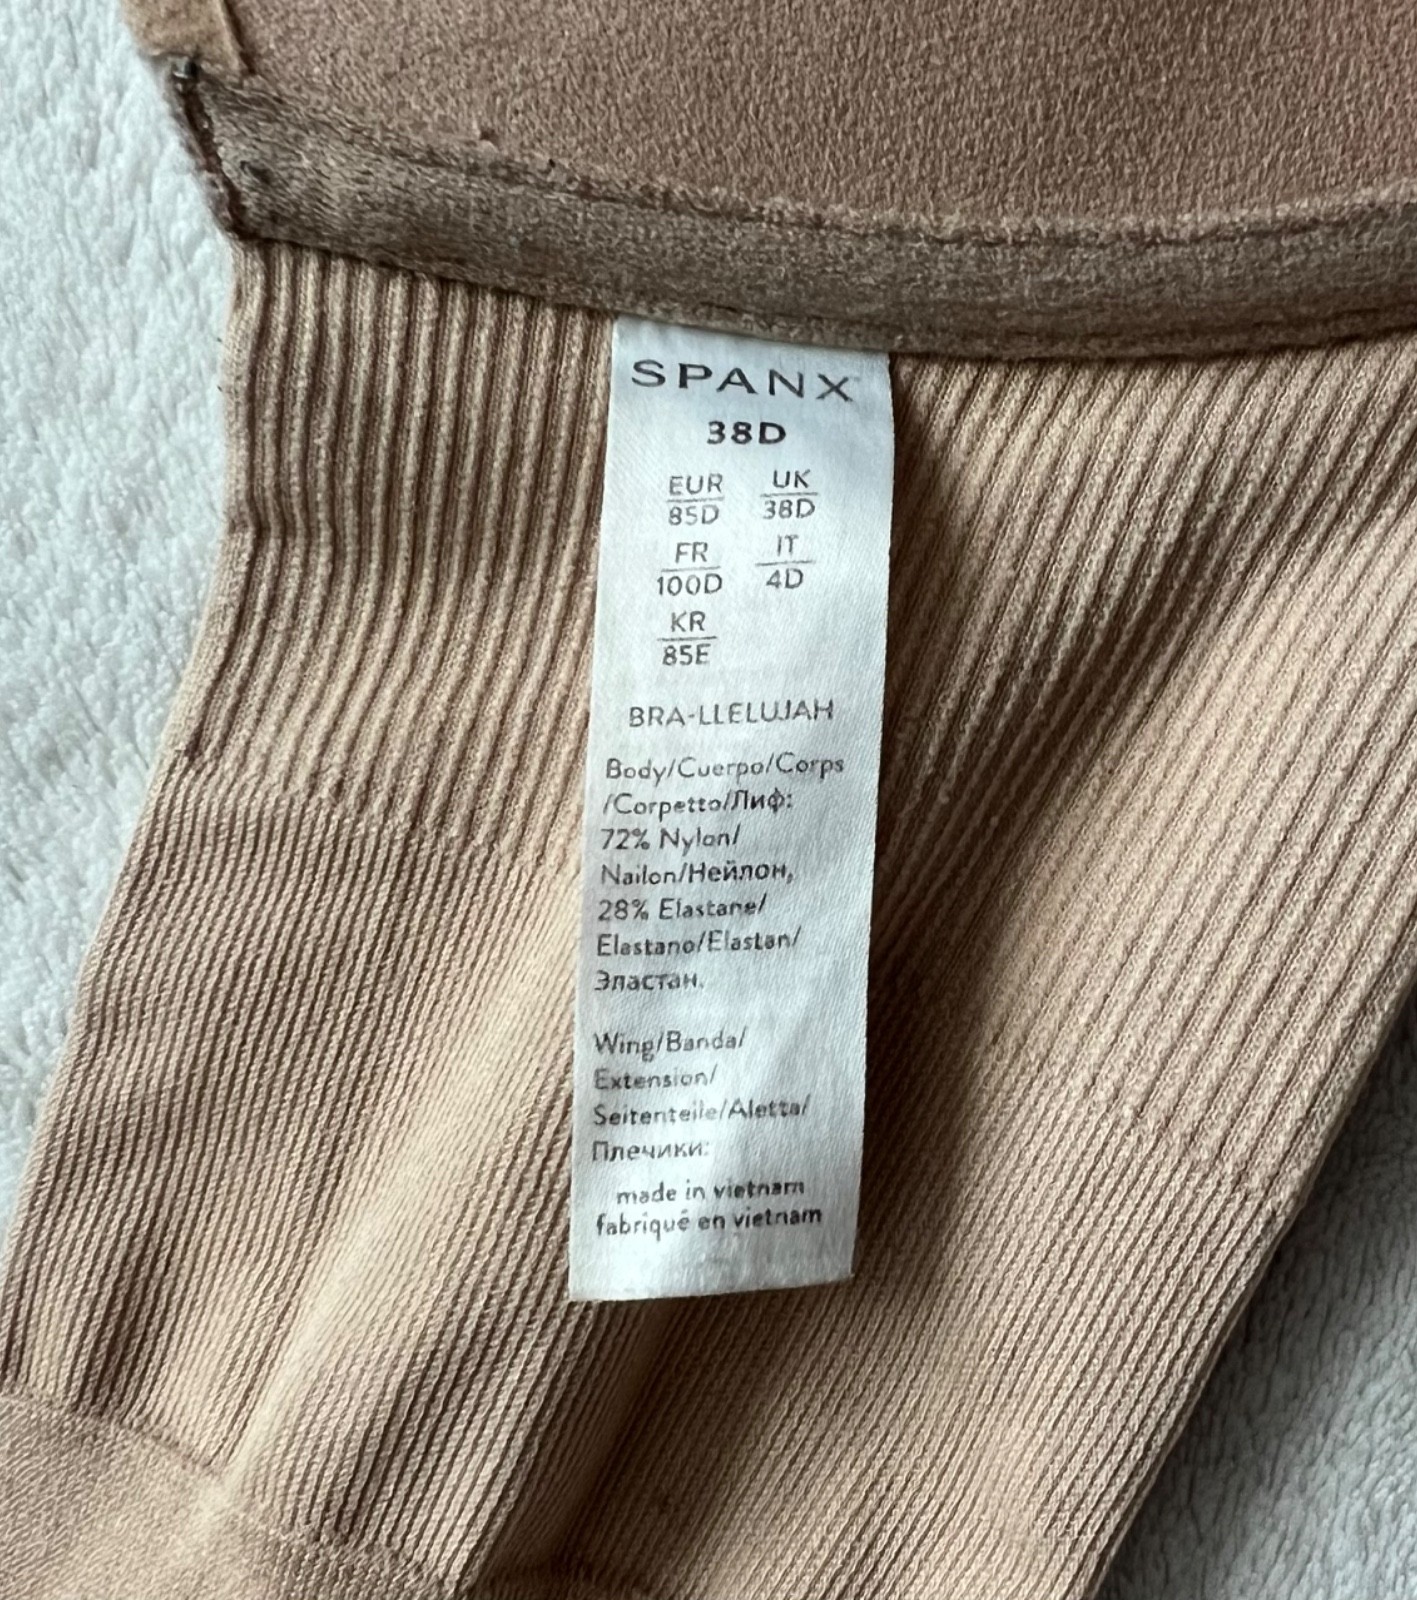 SPANX
38D
EUR UK
85D 38D
FR IT
100D 4D
KR
85E
BRA-LLELUJAH
Body/Cuerpo/Corps
/Corpetto/Лиф:
72% Nylon/
Nailon/Нейлон,
28% Elastane/
Elastano/Elastan/
Эластан.
Wing/Banda/
Extension/
Seitenteile/Aletta/
Плечики:
made in vietnam
fabriqué en vietnam